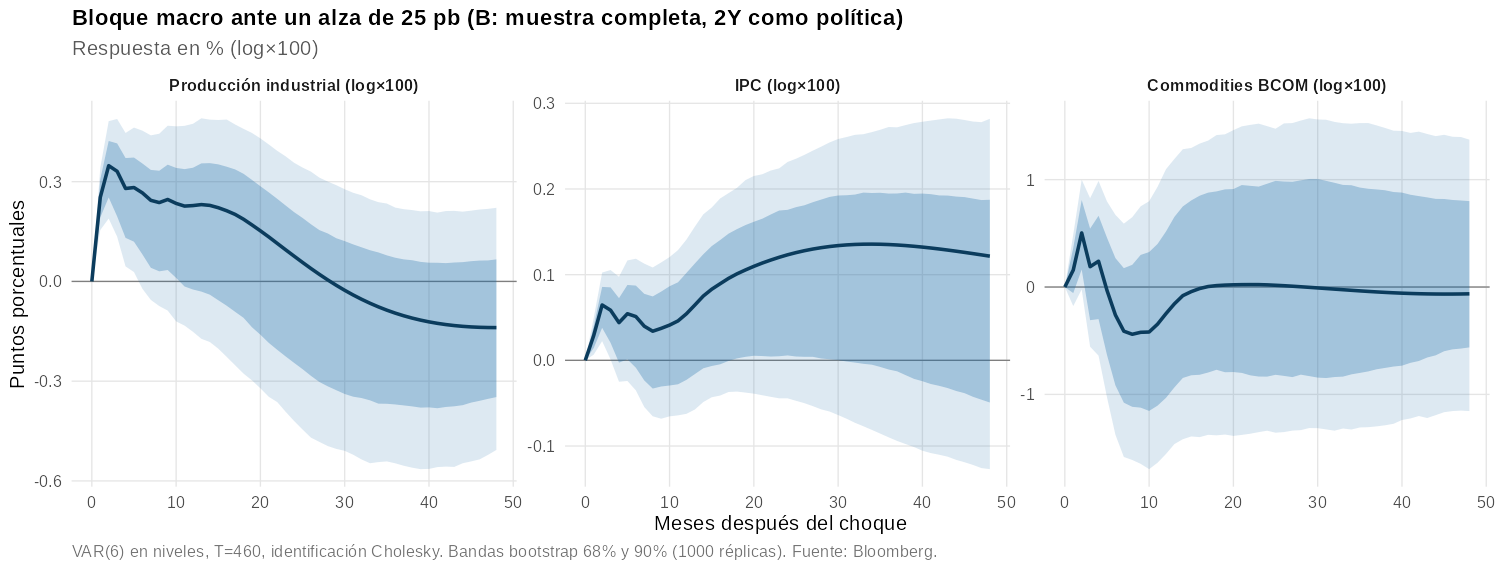 Bloque macro ante un alza de 25 pb (B: muestra completa, 2Y como política)
Respuesta en % (log×100)
Producción industrial (log×100)
IPC (log×100)
Commodities BCOM (log×100)
Puntos porcentuales
0.3
0.0
-0.3
-0.6
0 10 20 30 40 50
0.3
0.2
0.1
0.0
-0.1
0 10 20 30 40 50
1
0
-1
0 10 20 30 40 50
Meses después del choque
VAR(6) en niveles, T=460, identificación Cholesky. Bandas bootstrap 68% y 90% (1000 réplicas). Fuente: Bloomberg.